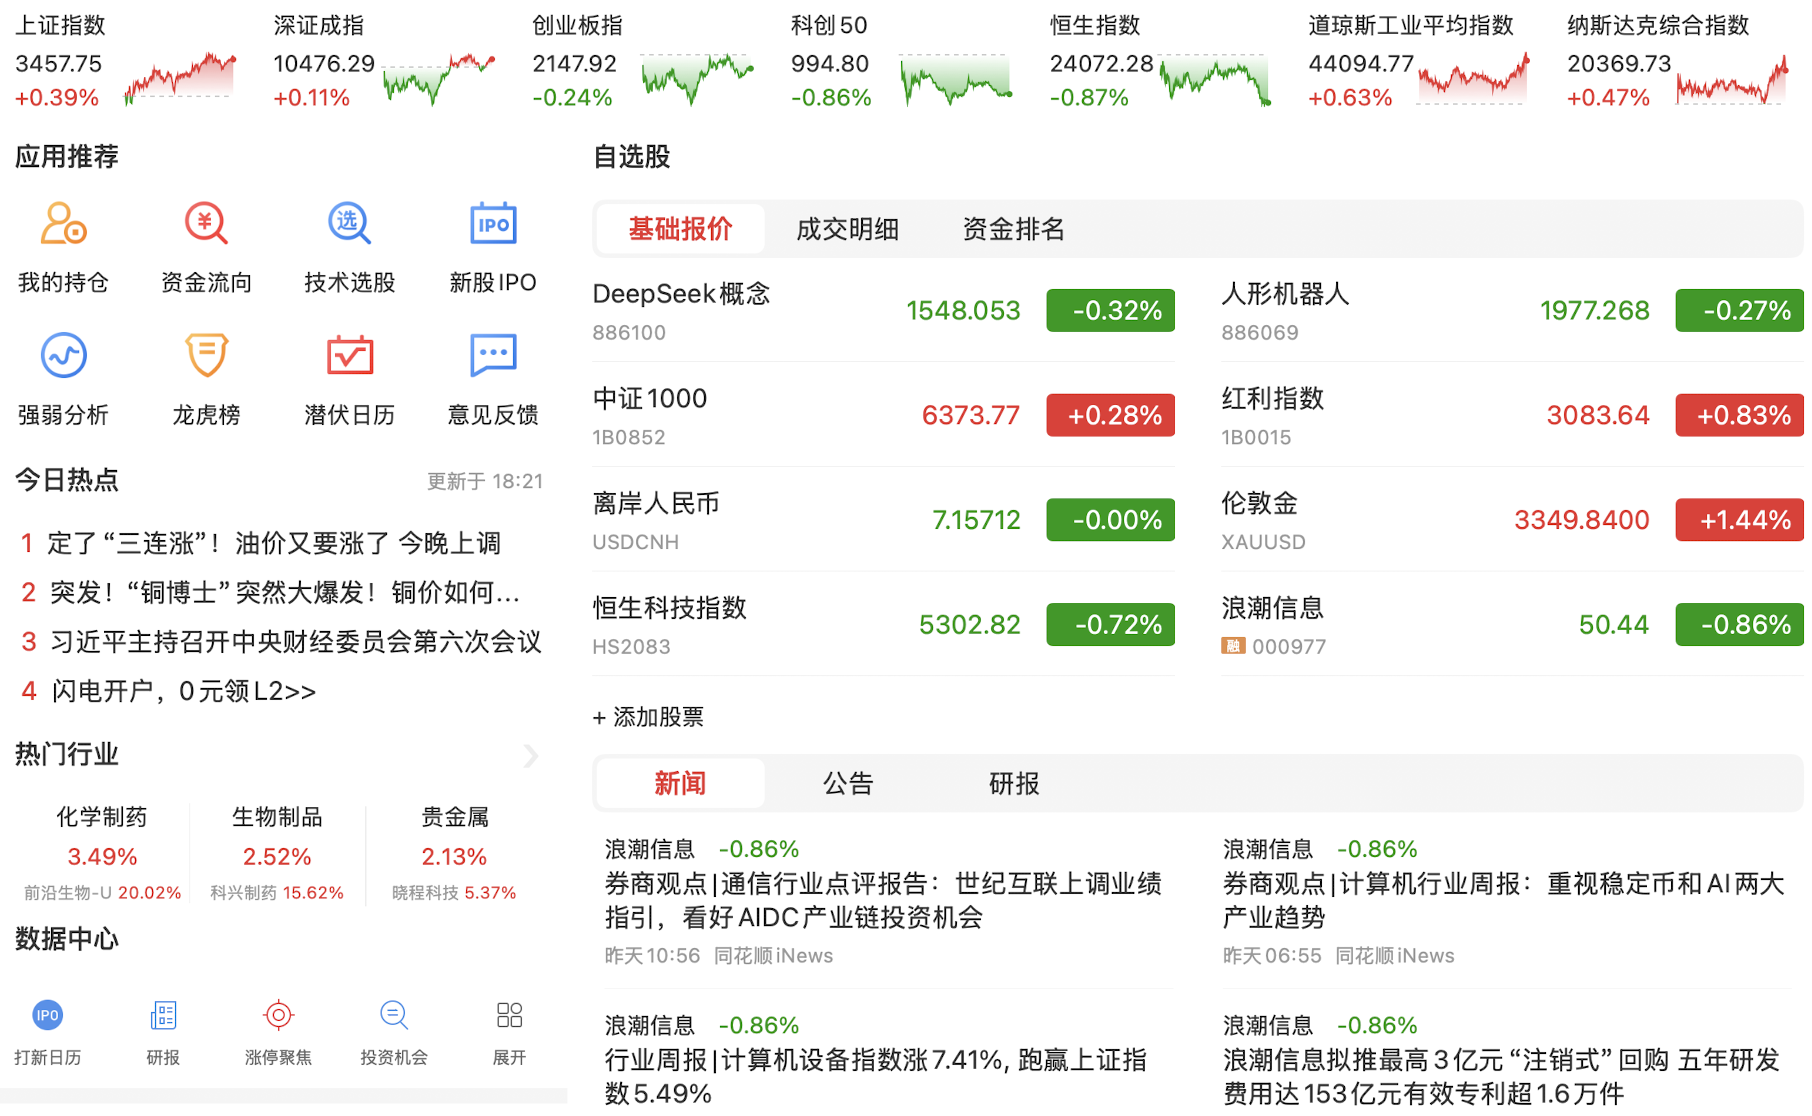 上证指数
3457.75
+0.39%
深证成指
10476.29
+0.11%
创业板指
2147.92
-0.24%
科创50
994.80
-0.86%
恒生指数
24072.28
-0.87%
道琼斯工业平均指数
44094.77
+0.63%
纳斯达克综合指数
20369.73
+0.47%
应用推荐
¥
选
IPO
我的持仓
资金流向
技术选股
新股IPO
强弱分析
龙虎榜
潜伏日历
意见反馈
今日热点
更新于 18:21
1 定了“三连涨”！油价又要涨了 今晚上调
2 突发！“铜博士”突然大爆发！铜价如何...
3 习近平主持召开中央财经委员会第六次会议
4 闪电开户，0元领L2>>
热门行业
化学制药
3.49%
前沿生物-U 20.02%
生物制品
2.52%
科兴制药 15.62%
贵金属
2.13%
晓程科技 5.37%
数据中心
IPO
打新日历
研报
涨停聚焦
投资机会
展开
自选股
基础报价
成交明细
资金排名
DeepSeek概念
886100
1548.053
-0.32%
人形机器人
886069
1977.268
-0.27%
中证1000
1B0852
6373.77
+0.28%
红利指数
1B0015
3083.64
+0.83%
离岸人民币
USDCNH
7.15712
-0.00%
伦敦金
XAUUSD
3349.8400
+1.44%
恒生科技指数
HS2083
5302.82
-0.72%
浪潮信息
融 000977
50.44
-0.86%
+ 添加股票
新闻
公告
研报
浪潮信息 -0.86%
券商观点|通信行业点评报告：世纪互联上调业绩
指引，看好AIDC产业链投资机会
昨天10:56 同花顺iNews
浪潮信息 -0.86%
券商观点|计算机行业周报：重视稳定币和AI两大
产业趋势
昨天06:55 同花顺iNews
浪潮信息 -0.86%
行业周报|计算机设备指数涨7.41%, 跑赢上证指
数5.49%
浪潮信息 -0.86%
浪潮信息拟推最高3亿元“注销式”回购 五年研发
费用达153亿元有效专利超1.6万件